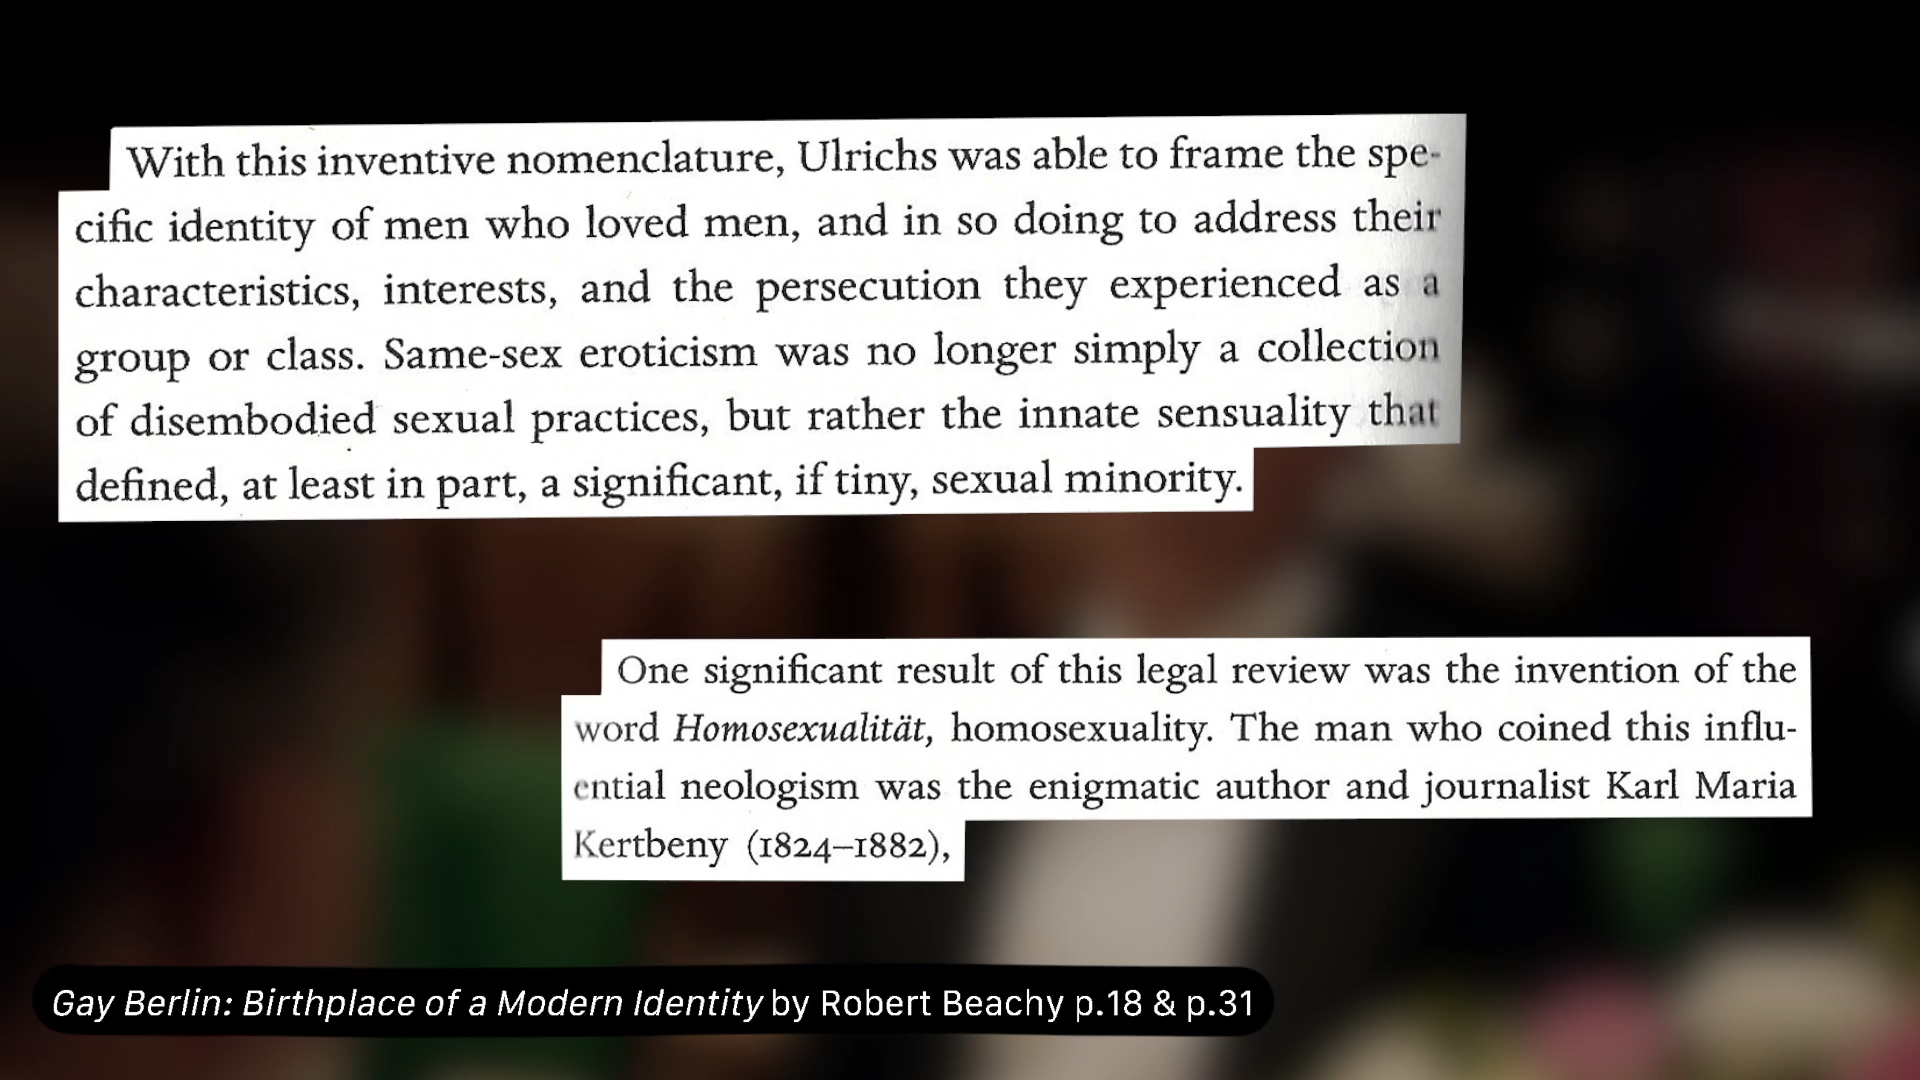 With this inventive nomenclature, Ulrichs was able to frame the spe-
cific identity of men who loved men, and in so doing to address their
characteristics, interests, and the persecution they experienced as a
group or class. Same-sex eroticism was no longer simply a collection
of disembodied sexual practices, but rather the innate sensuality that
defined, at least in part, a significant, if tiny, sexual minority.
One significant result of this legal review was the invention of the
word Homosexualität, homosexuality. The man who coined this influ-
ential neologism was the enigmatic author and journalist Karl Maria
Kertbeny (1824–1882),
Gay Berlin: Birthplace of a Modern Identity by Robert Beachy p.18 & p.31